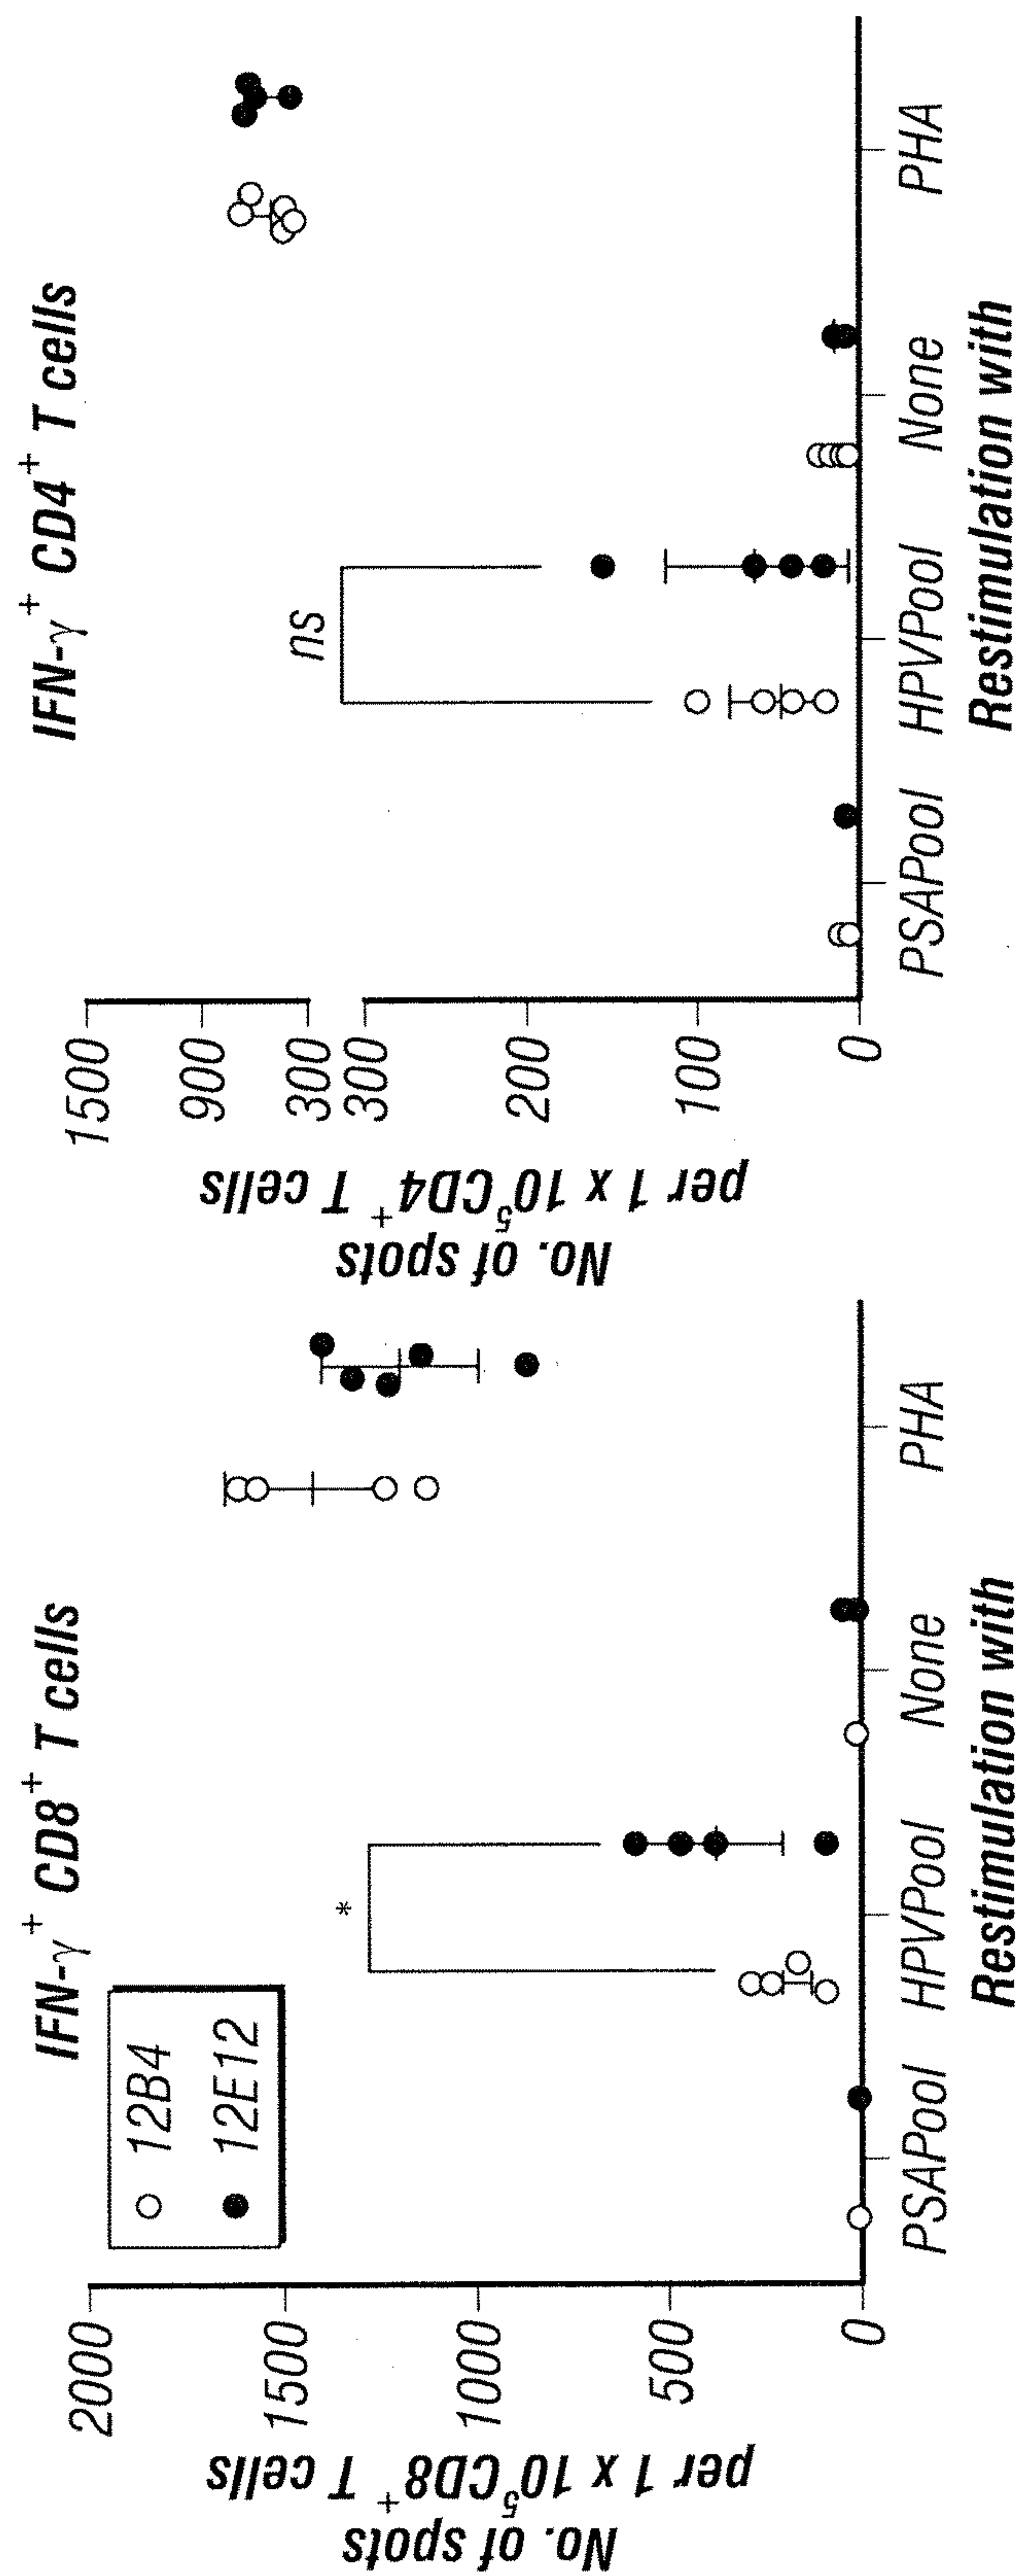 IFN-γ+ CD8+ T cells
12B4
12E12
No. of spots
per 1 x 10^5 CD8+ T cells
2000
1500
1000
500
0
*
PSAPool HPVPool None PHA
Restimulation with
IFN-γ+ CD4+ T cells
No. of spots
per 1 x 10^5 CD4+ T cells
1500
900
300
300
200
100
0
ns
PSAPool HPVPool None PHA
Restimulation with